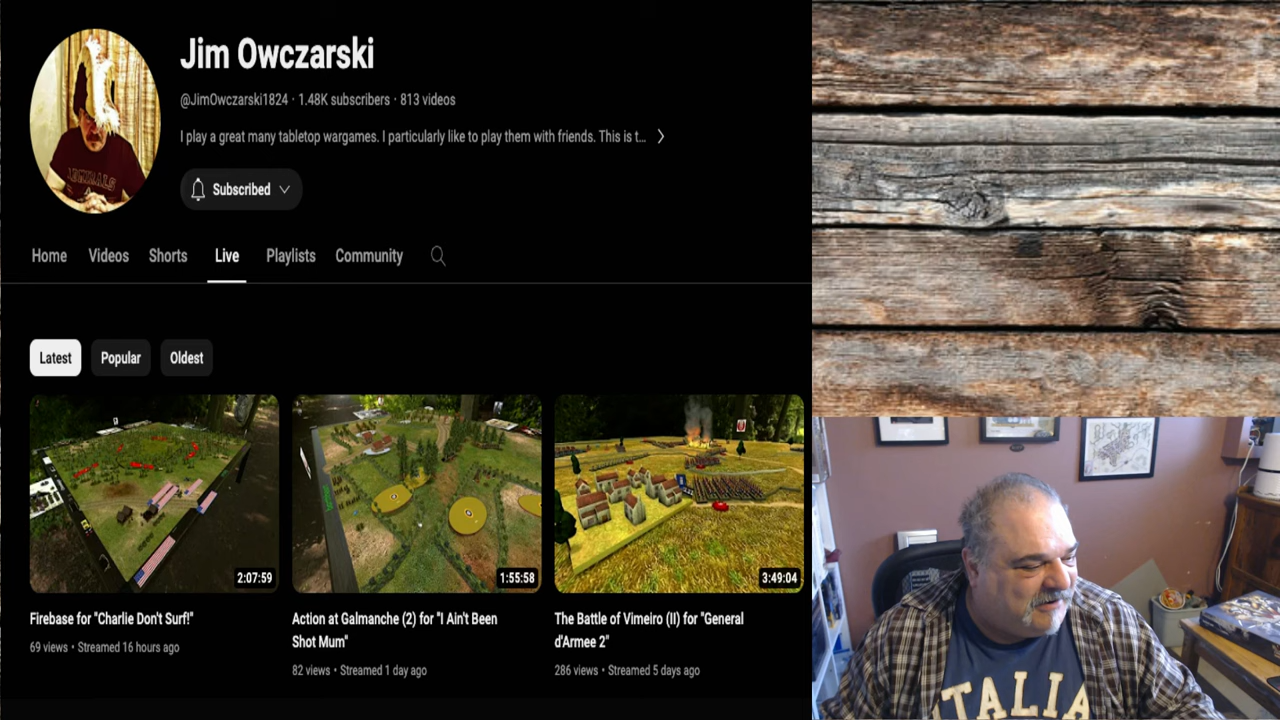 Jim Owczarski
@JimOwczarski1824 · 1.48K subscribers · 813 videos
I play a great many tabletop wargames. I particularly like to play them with friends. This is t...
Subscribed
Home Videos Shorts Live Playlists Community
Latest Popular Oldest
ADMIRALS
2:07:59
1:55:58
3:49:04
Firebase for "Charlie Don't Surf!"
69 views • Streamed 16 hours ago
Action at Galmanche (2) for "I Ain't Been
Shot Mum"
82 views • Streamed 1 day ago
The Battle of Vimeiro (II) for "General
d'Armee 2"
286 views • Streamed 5 days ago
ITALIA